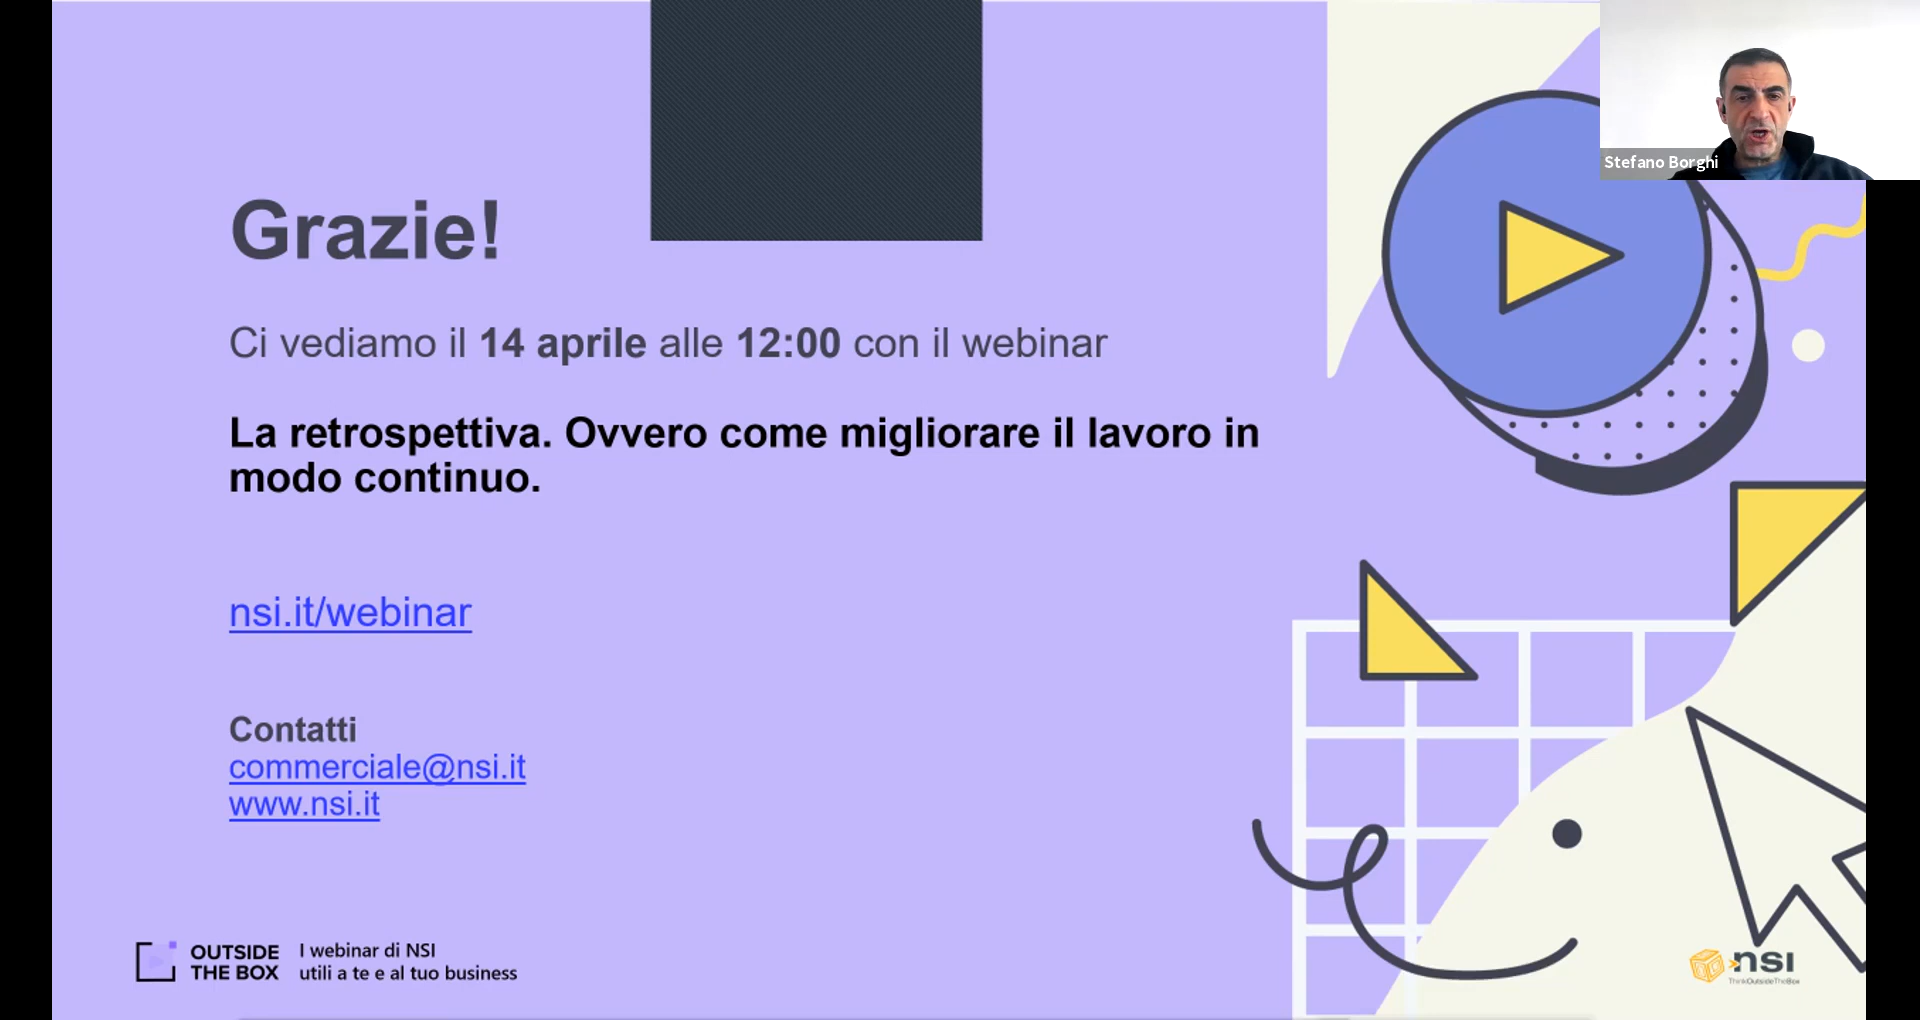 Stefano Borghi
Grazie!
Ci vediamo il 14 aprile alle 12:00 con il webinar
La retrospettiva. Ovvero come migliorare il lavoro in
modo continuo.
nsi.it/webinar
Contatti
commerciale@nsi.it
www.nsi.it
OUTSIDE
THE BOX
I webinar di NSI
utili a te e al tuo business
nsi
ThinkOutsideTheBox